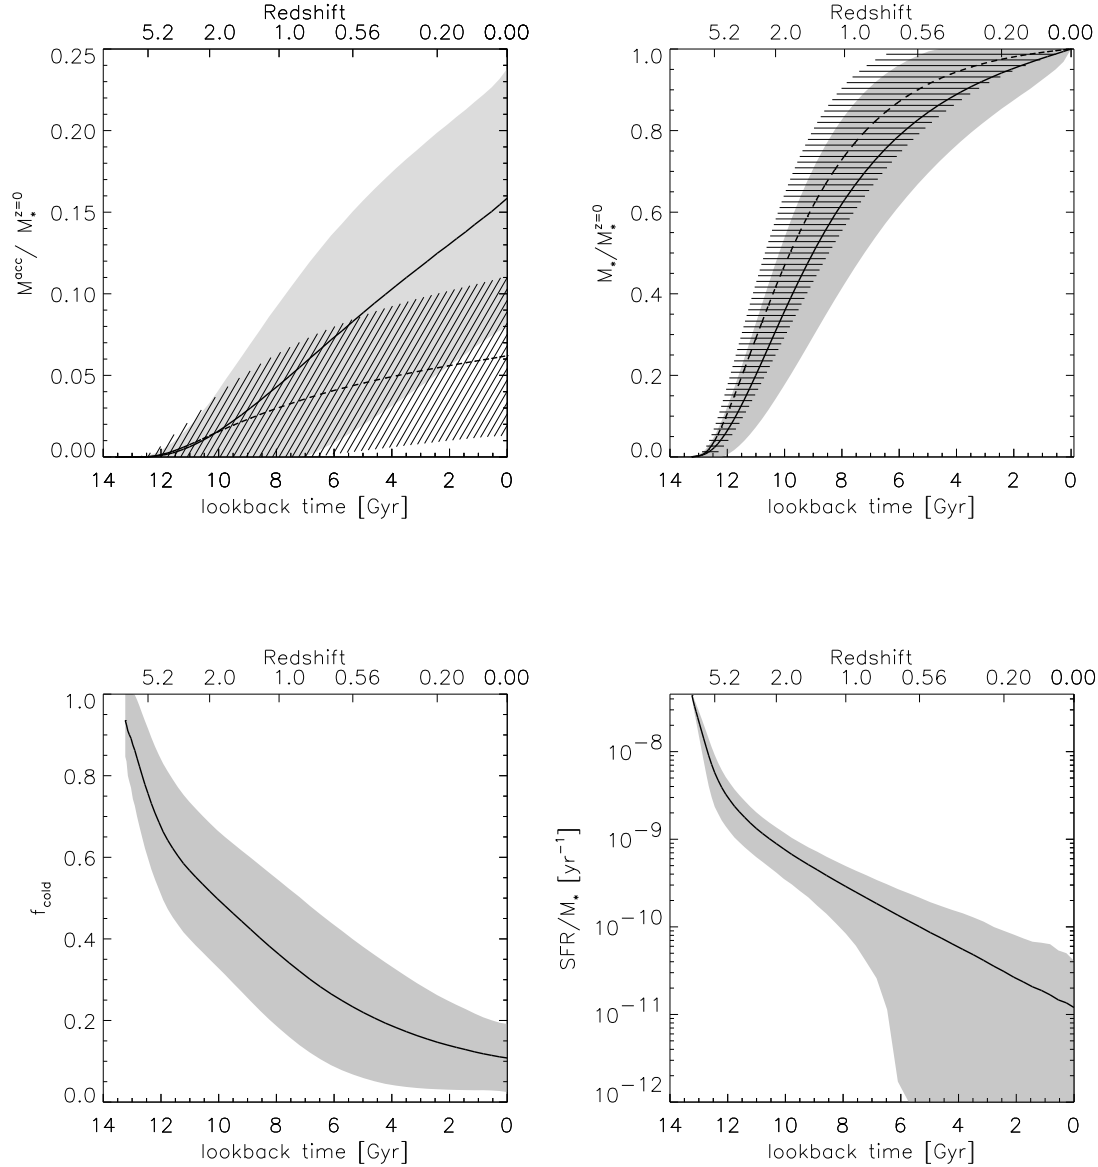 Redshift
5.2 2.0 1.0 0.56 0.20 0.00
0.25
0.20
0.15
0.10
0.05
0.00
M^acc / M_*^z=0
14 12 10 8 6 4 2 0
lookback time [Gyr]
Redshift
5.2 2.0 1.0 0.56 0.20 0.00
1.0
0.8
0.6
0.4
0.2
0.0
M_*/M_*^z=0
14 12 10 8 6 4 2 0
lookback time [Gyr]
Redshift
5.2 2.0 1.0 0.56 0.20 0.00
1.0
0.8
0.6
0.4
0.2
0.0
f_cold
14 12 10 8 6 4 2 0
lookback time [Gyr]
Redshift
5.2 2.0 1.0 0.56 0.20 0.00
10^-8
10^-9
10^-10
10^-11
10^-12
SFR/M_* [yr^-1]
14 12 10 8 6 4 2 0
lookback time [Gyr]